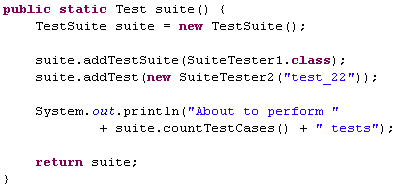 public static Test suite() {
    TestSuite suite = new TestSuite();

    suite.addTestSuite(SuiteTester1.class);
    suite.addTest(new SuiteTester2("test_22"));

    System.out.println("About to perform "
            + suite.countTestCases() + " tests");

    return suite;
}